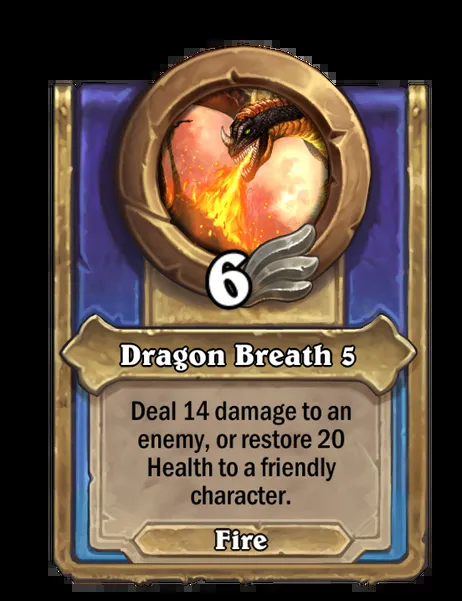 6
Dragon Breath 5
Deal 14 damage to an
enemy, or restore 20
Health to a friendly
character.
Fire